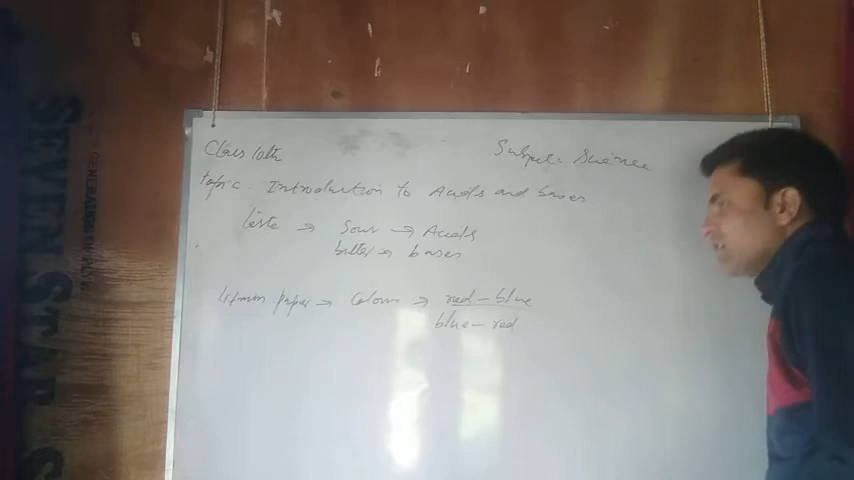 Class 10th
Subject: Science
topic. Introduction to Acids and bases
taste → Sour → Acids
bitter → bases
litmus paper → Colour → red - blue
blue - red
SEVEN STAR